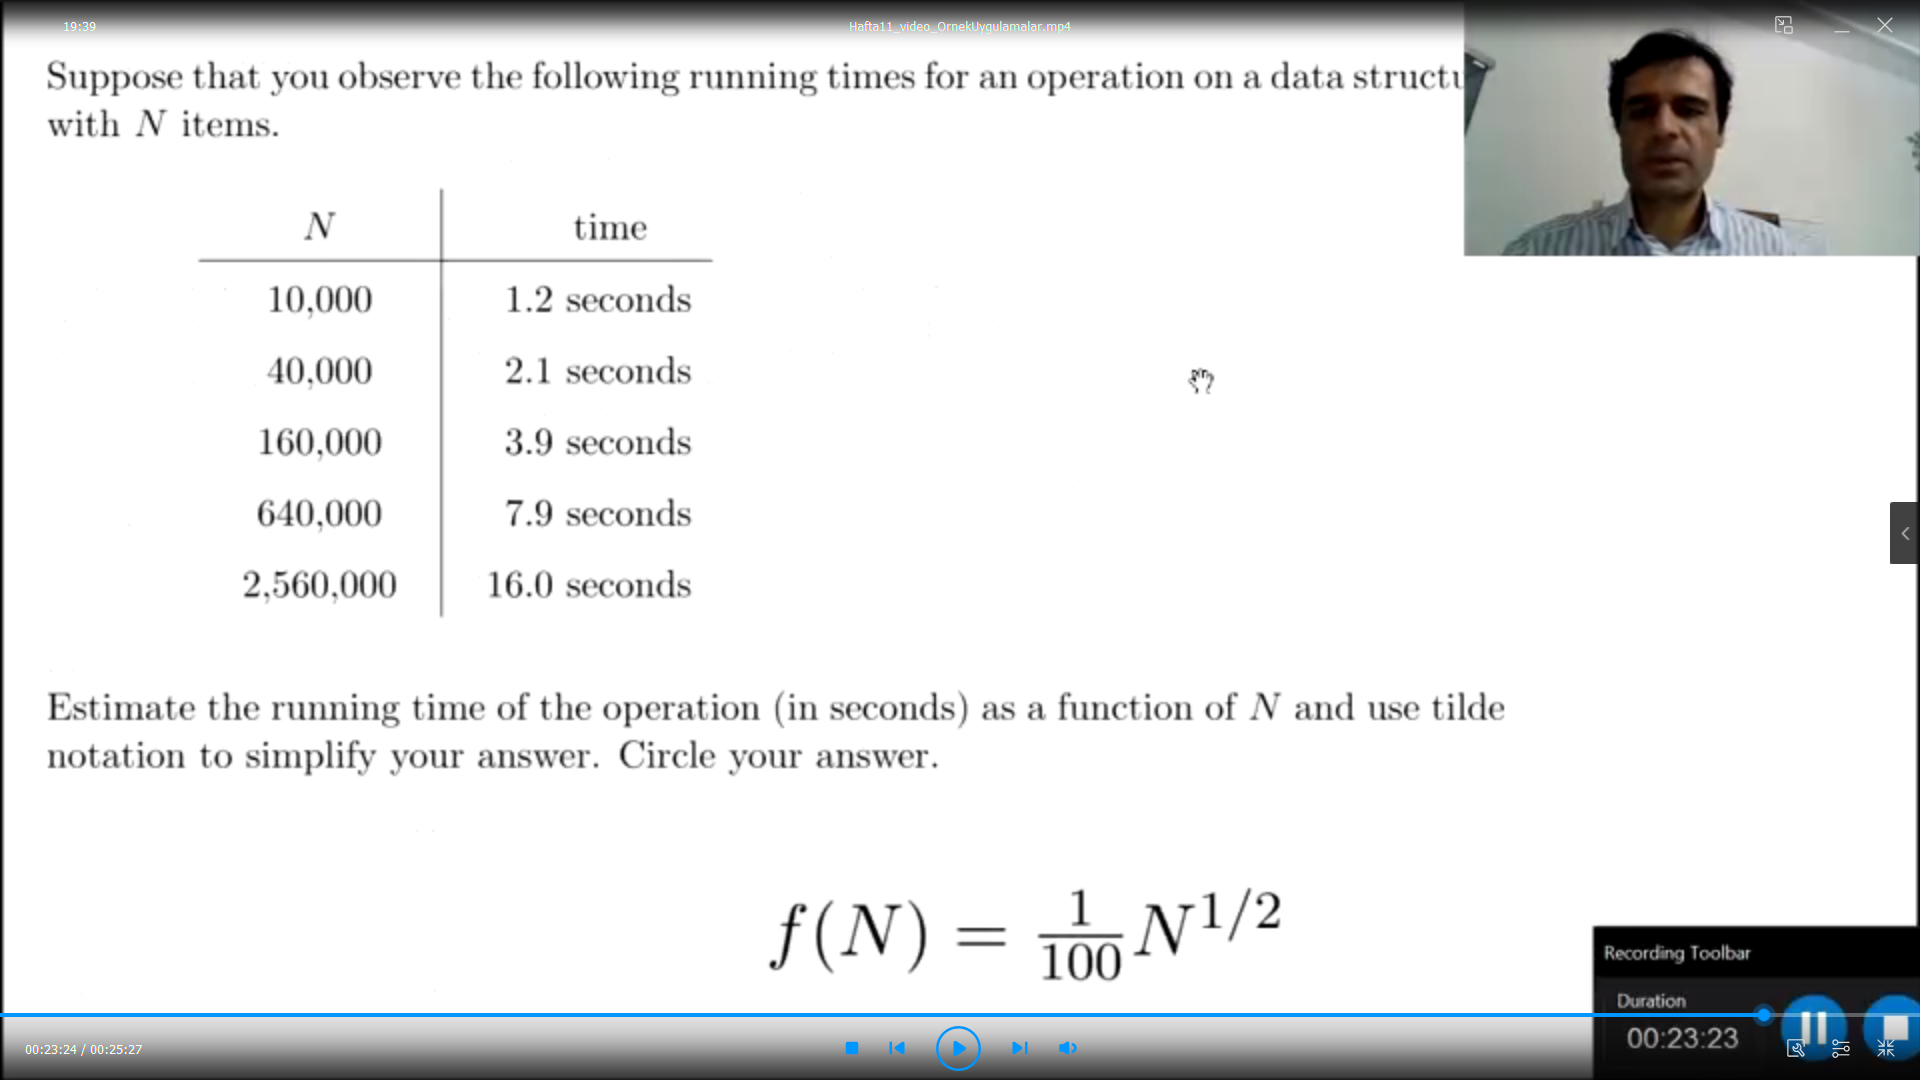 19:39
Hafta11_video_OrnekUygulamalar.mp4
Suppose that you observe the following running times for an operation on a data structu
with N items.
N time
10,000 1.2 seconds
40,000 2.1 seconds
160,000 3.9 seconds
640,000 7.9 seconds
2,560,000 16.0 seconds
Estimate the running time of the operation (in seconds) as a function of N and use tilde
notation to simplify your answer. Circle your answer.
f(N) = 1/100 N^1/2
Recording Toolbar
Duration
00:23:23
00:23:24 / 00:25:27